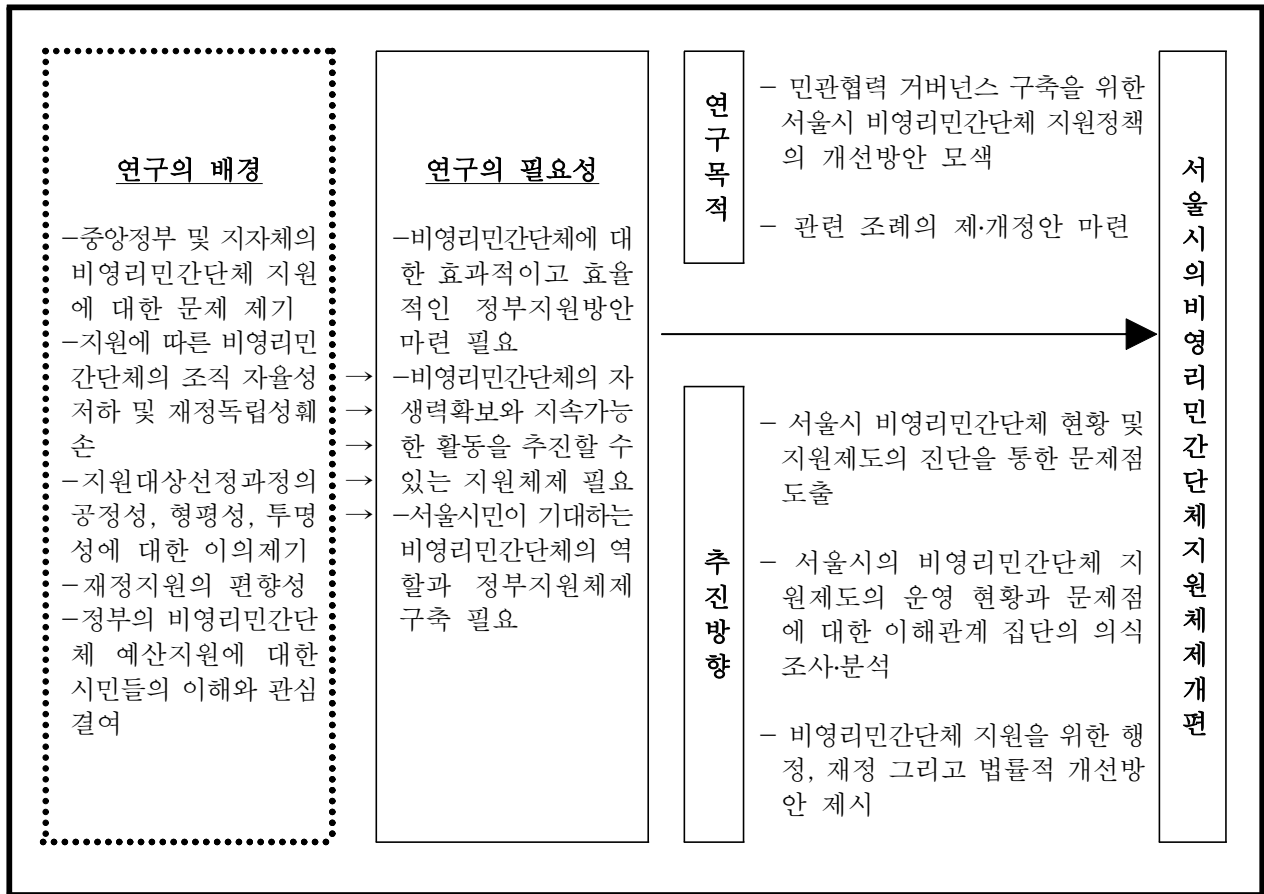 연구의 배경
–중앙정부 및 지자체의
비영리민간단체 지원
에 대한 문제 제기
–지원에 따른 비영리민
간단체의 조직 자율성
저하 및 재정독립성훼
손
–지원대상선정과정의
공정성, 형평성, 투명
성에 대한 이의제기
–재정지원의 편향성
–정부의 비영리민간단
체 예산지원에 대한
시민들의 이해와 관심
결여
→
→
→
→
→
연구의 필요성
–비영리민간단체에 대
한 효과적이고 효율
적인 정부지원방안
마련 필요
–비영리민간단체의 자
생력확보와 지속가능
한 활동을 추진할 수
있는 지원체제 필요
–서울시민이 기대하는
비영리민간단체의 역
할과 정부지원체제
구축 필요
연
구
목
적
– 민관협력 거버넌스 구축을 위한
서울시 비영리민간단체 지원정책
의 개선방안 모색
– 관련 조례의 제·개정안 마련
추
진
방
향
– 서울시 비영리민간단체 현황 및
지원제도의 진단을 통한 문제점
도출
– 서울시의 비영리민간단체 지
원제도의 운영 현황과 문제점
에 대한 이해관계 집단의 의식
조사·분석
– 비영리민간단체 지원을 위한 행
정, 재정 그리고 법률적 개선방
안 제시
서
울
시
의
비
영
리
민
간
단
체
지
원
체
제
개
편